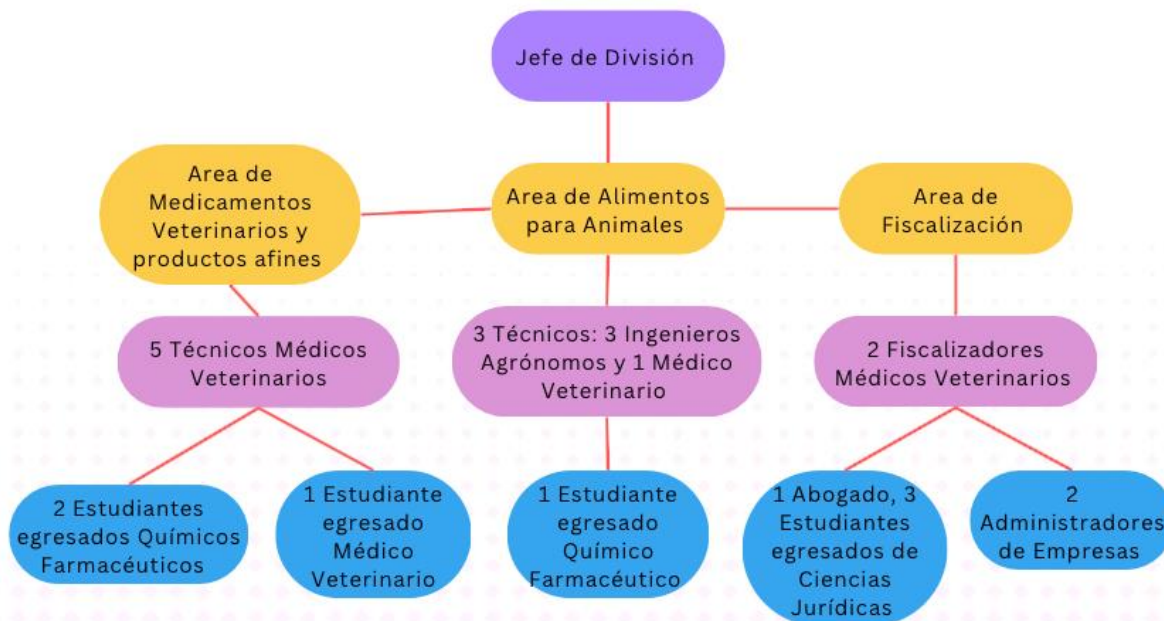 Jefe de División
Area de
Medicamentos
Veterinarios y
productos afines
Area de Alimentos
para Animales
Area de
Fiscalización
5 Técnicos Médicos
Veterinarios
3 Técnicos: 3 Ingenieros
Agrónomos y 1 Médico
Veterinario
2 Fiscalizadores
Médicos Veterinarios
2 Estudiantes
egresados Químicos
Farmacéuticos
1 Estudiante
egresado
Médico
Veterinario
1 Estudiante
egresado
Químico
Farmacéutico
1 Abogado, 3
Estudiantes
egresados de
Ciencias
Jurídicas
2
Administradores
de Empresas